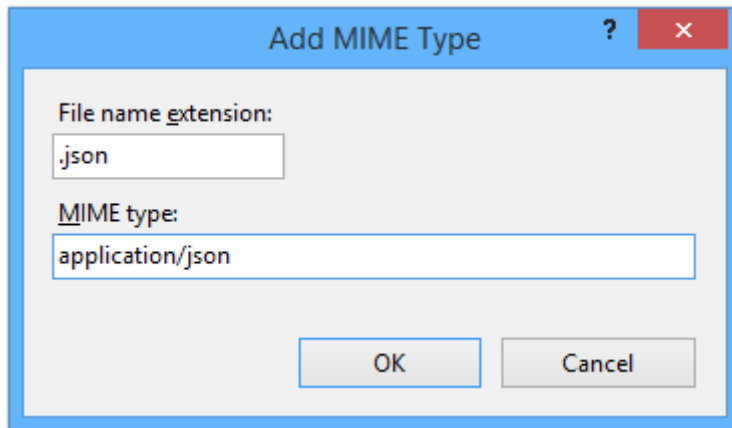 Add MIME Type
?
×
File name extension:
.json
MIME type:
application/json
OK
Cancel